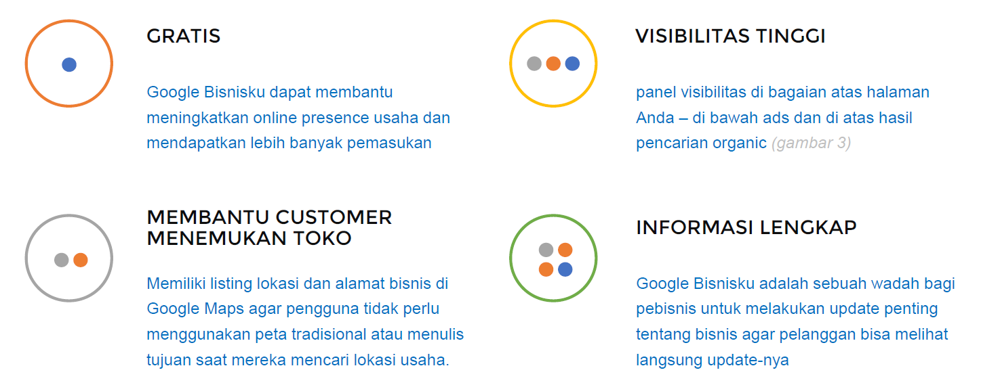 GRATIS
Google Bisnisku dapat membantu
meningkatkan online presence usaha dan
mendapatkan lebih banyak pemasukan
MEMBANTU CUSTOMER
MENEMUKAN TOKO
Memiliki listing lokasi dan alamat bisnis di
Google Maps agar pengguna tidak perlu
menggunakan peta tradisional atau menulis
tujuan saat mereka mencari lokasi usaha.
VISIBILITAS TINGGI
panel visibilitas di bagaian atas halaman
Anda – di bawah ads dan di atas hasil
pencarian organic (gambar 3)
INFORMASI LENGKAP
Google Bisnisku adalah sebuah wadah bagi
pebisnis untuk melakukan update penting
tentang bisnis agar pelanggan bisa melihat
langsung update-nya